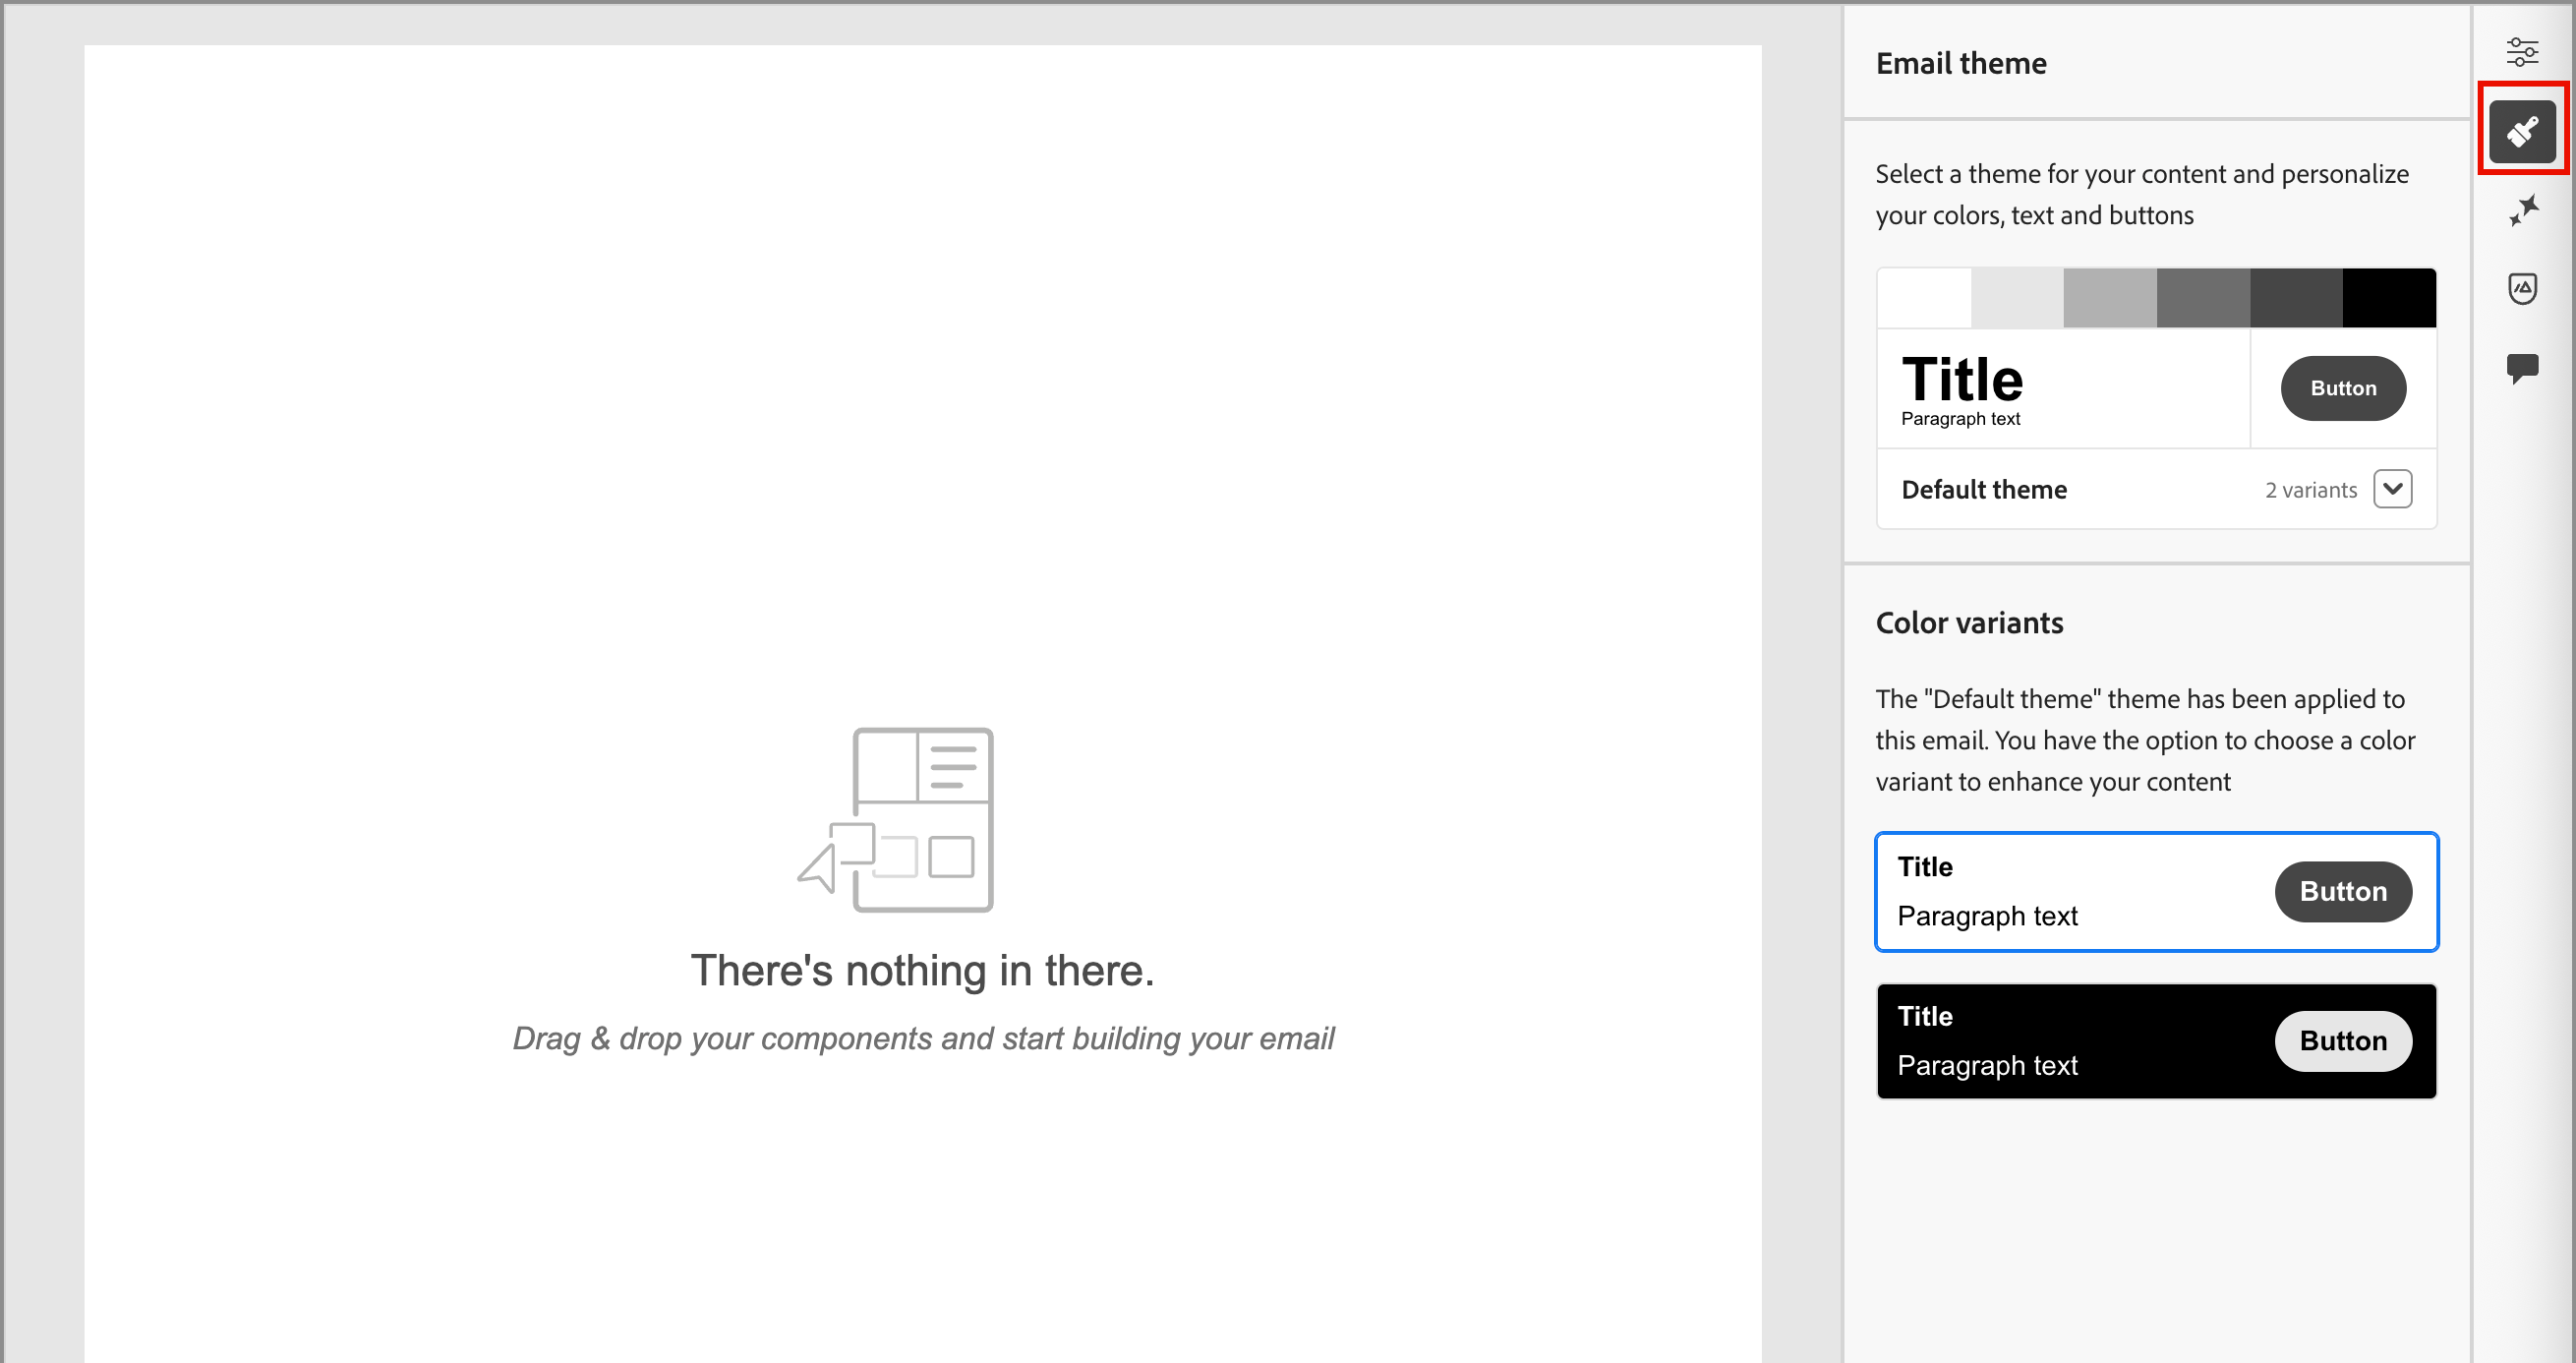 There's nothing in there.
Drag & drop your components and start building your email
Email theme
Select a theme for your content and personalize
your colors, text and buttons
Title
Paragraph text
Button
Default theme
2 variants
Color variants
The "Default theme" theme has been applied to
this email. You have the option to choose a color
variant to enhance your content
Title
Paragraph text
Button
Title
Paragraph text
Button